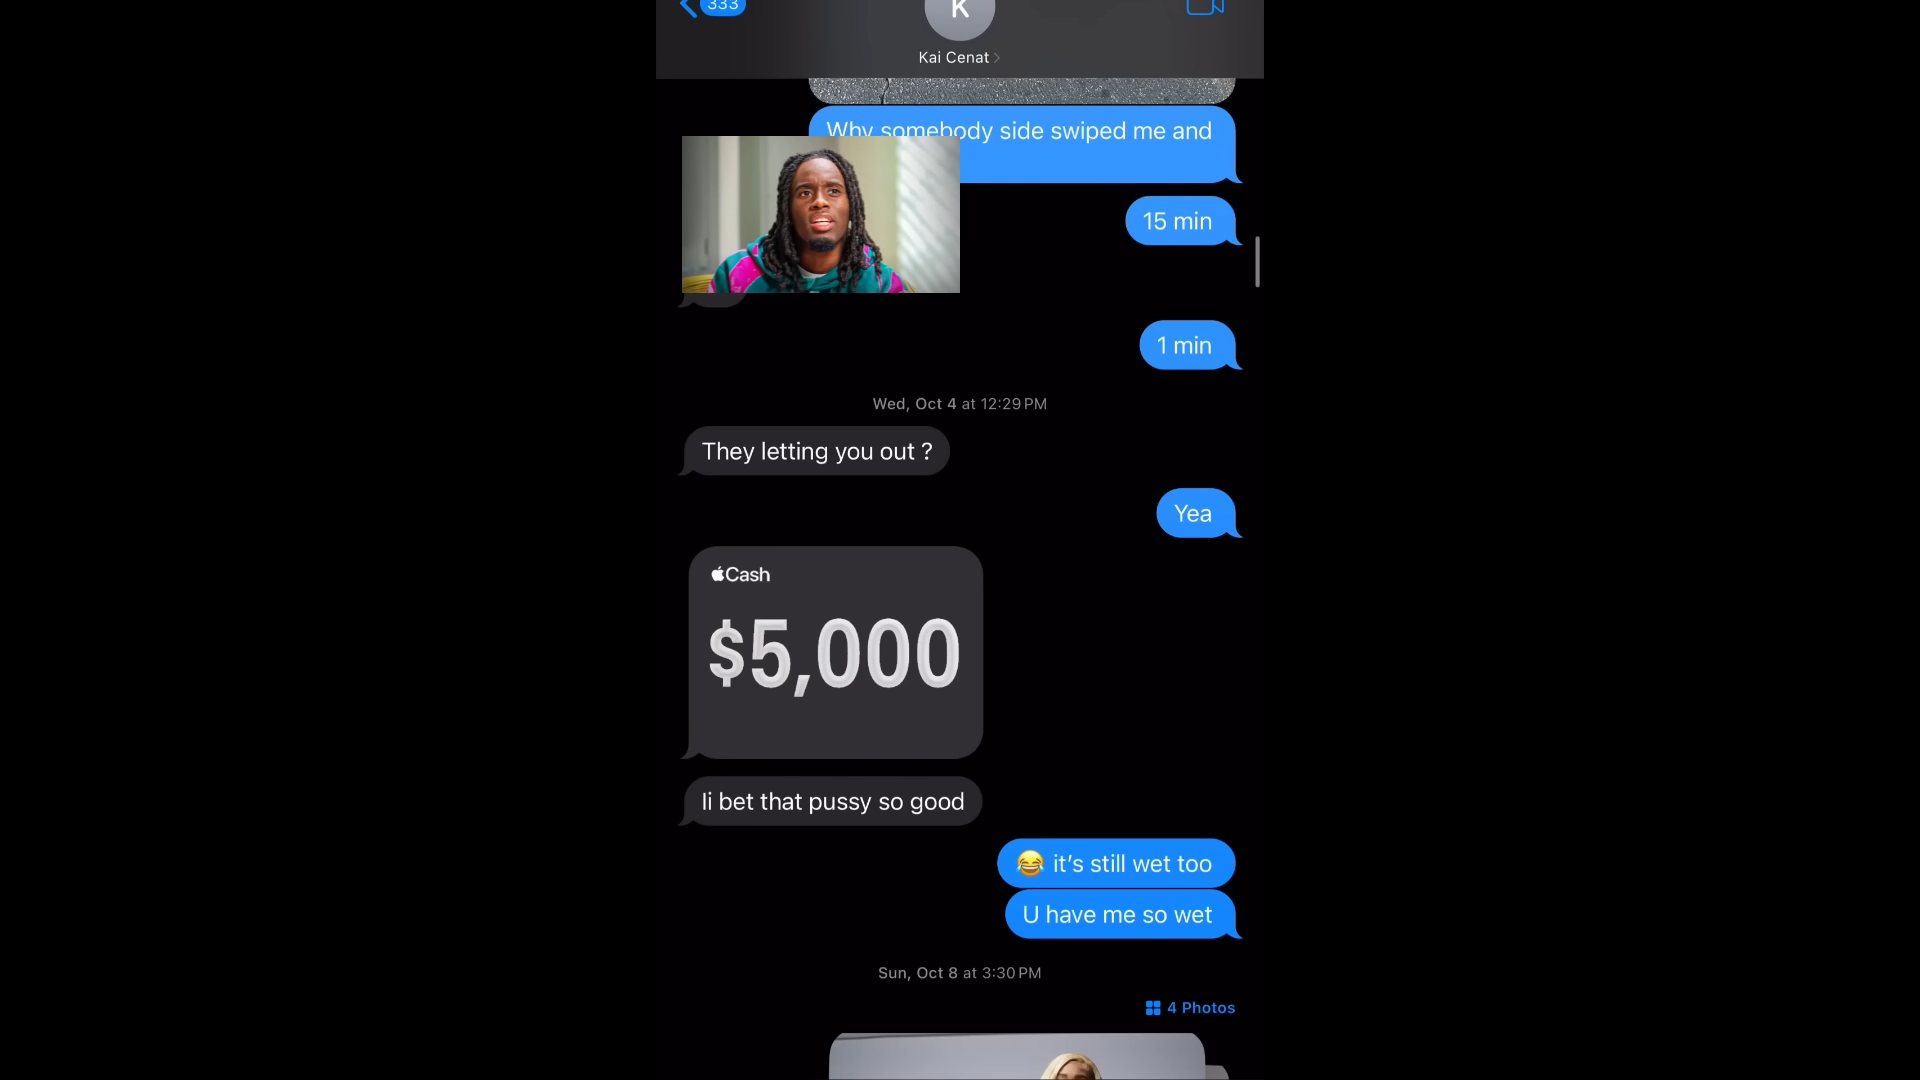 333
K
Kai Cenat
Why somebody side swiped me and
15 min
1 min
Wed, Oct 4 at 12:29 PM
They letting you out ?
Yea
Cash
$5,000
Ii bet that pussy so good
😂 it’s still wet too
U have me so wet
Sun, Oct 8 at 3:30 PM
4 Photos